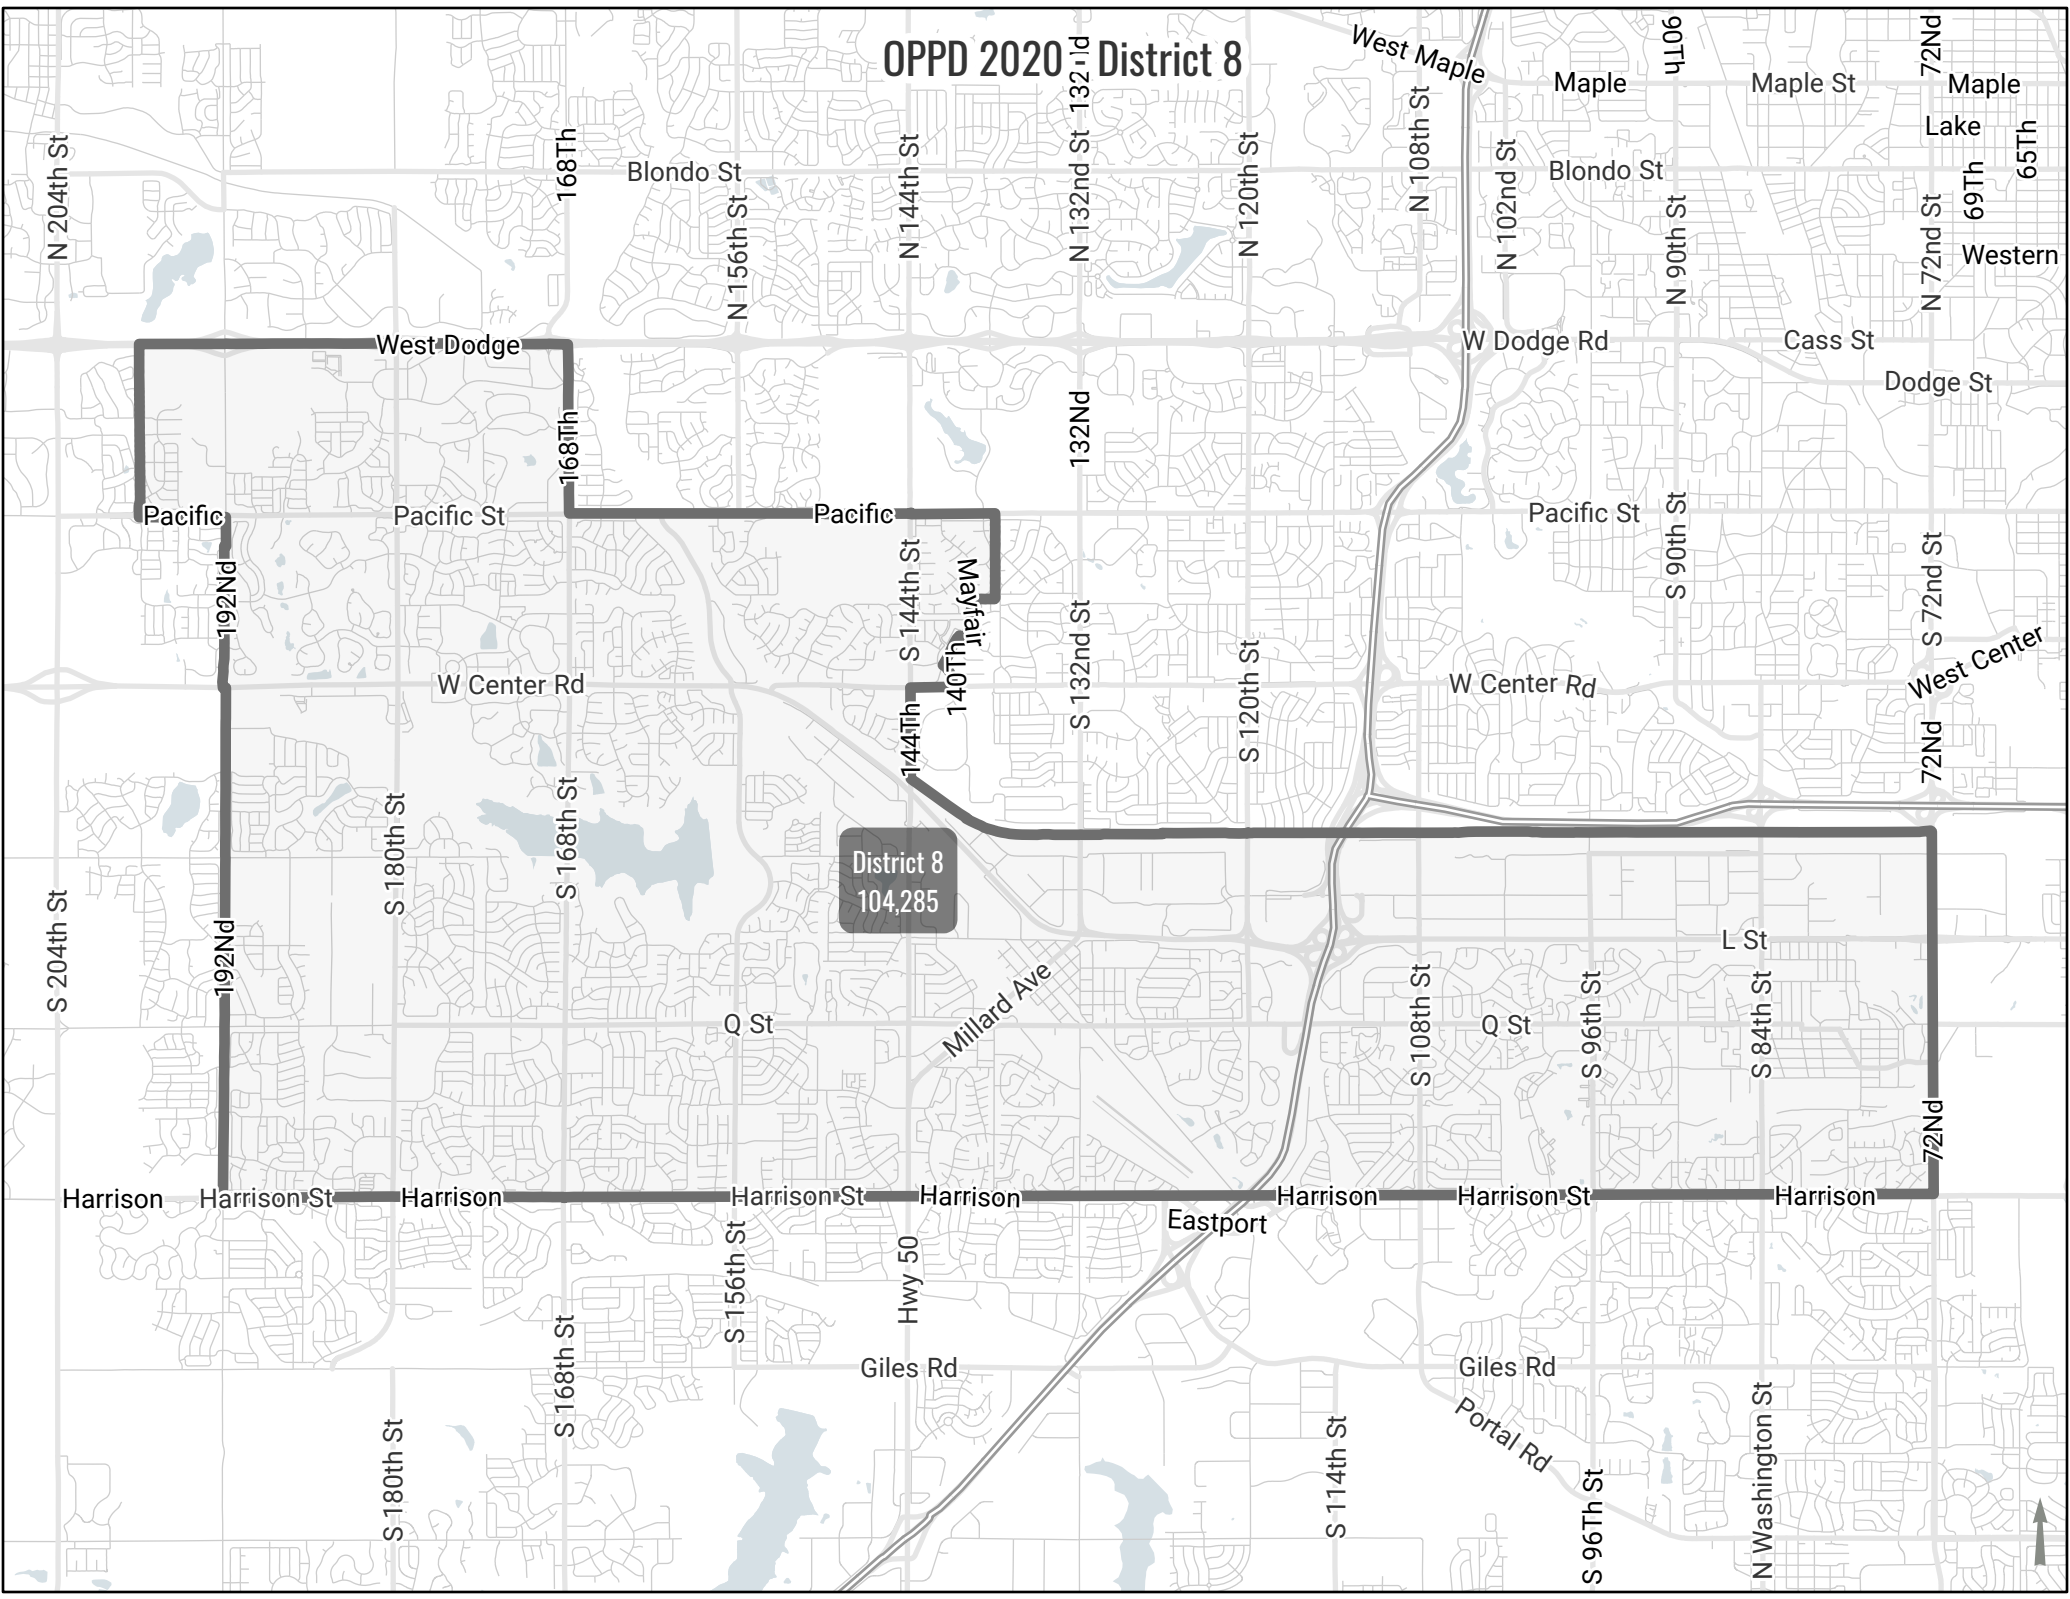 OPPD 2020 - District 8
132
d
West Maple
90Th
72Nd
Maple
Maple St
Maple
Lake
65Th
69Th
N 204th St
168Th
Blondo St
N 156th St
N 144th St
N 132nd St
N 120th St
N 108th St
N 102nd St
Blondo St
N 90th St
N 72nd St
Western
West Dodge
W Dodge Rd
Cass St
Dodge St
168Th
132Nd
Pacific
Pacific St
Pacific
Pacific St
S 90th St
S 72nd St
192Nd
S 144th St
Mayfair
140Th
S 132nd St
S 120th St
W Center Rd
W Center Rd
West Center
144Th
72Nd
S 180th St
S 168th St
District 8
104,285
S 204th St
192Nd
L St
Millard Ave
Q St
S 108th St
Q St
S 96th St
S 84th St
72Nd
Harrison
Harrison St
Harrison
Harrison St
Harrison
Harrison
Harrison St
Harrison
Eastport
S 156th St
Hwy 50
S 168th St
Giles Rd
Giles Rd
Portal Rd
S 180th St
S 114th St
S 96Th St
N Washington St